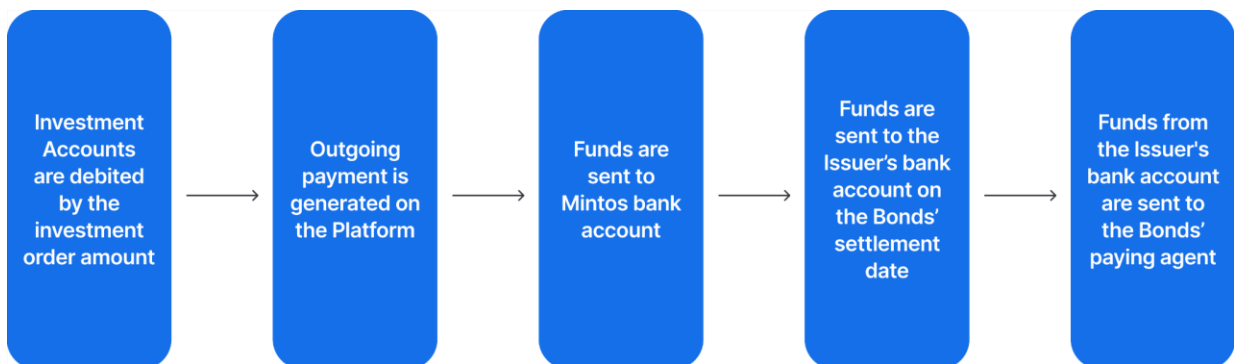 Investment
Accounts
are debited
by the
investment
order amount
Outgoing
payment is
generated on
the Platform
Funds are
sent to
Mintos bank
account
Funds are
sent to the
Issuer’s bank
account on
the Bonds’
settlement
date
Funds from
the Issuer's
bank account
are sent to
the Bonds’
paying agent